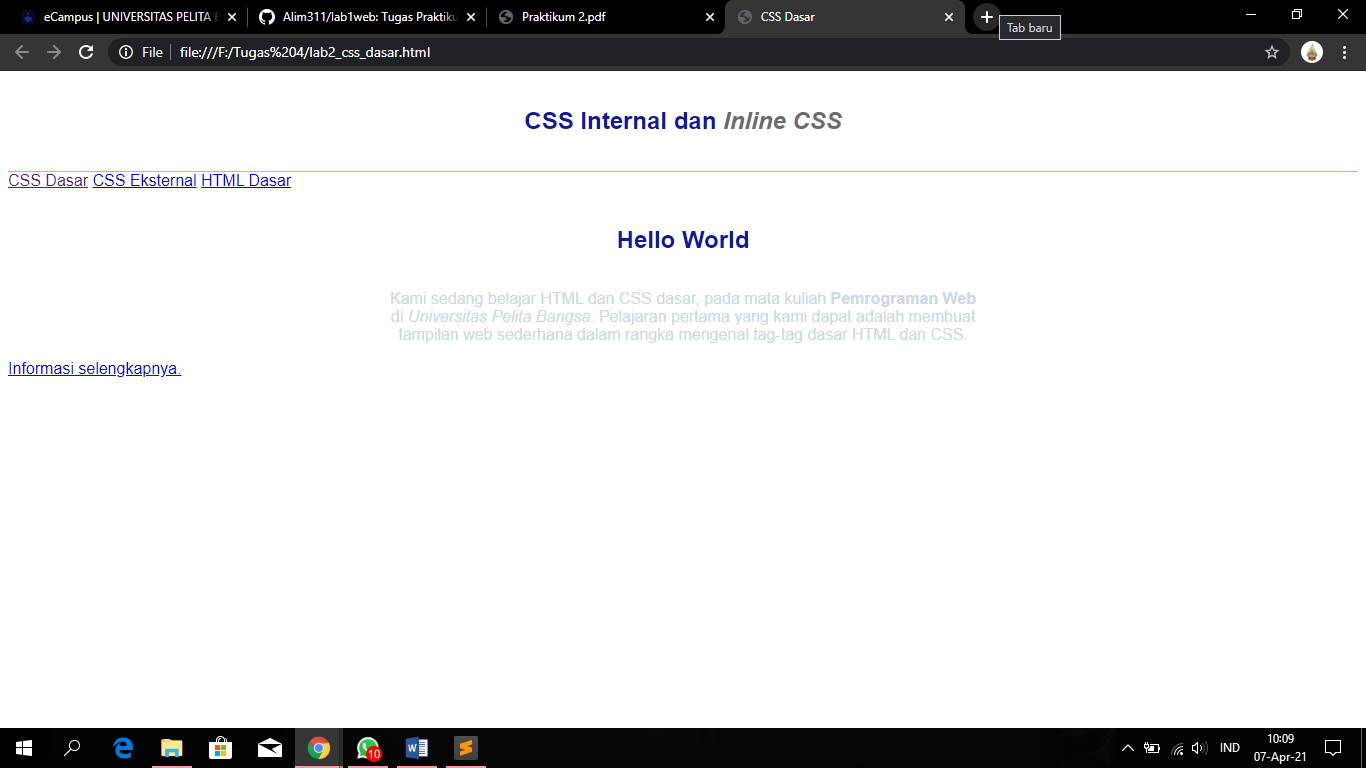 eCampus | UNIVERSITAS PELITA
Alim311/lab1web: Tugas Praktiku
Praktikum 2.pdf
CSS Dasar
Tab baru
File
file:///F:/Tugas%204/lab2_css_dasar.html
CSS Internal dan Inline CSS
CSS Dasar CSS Eksternal HTML Dasar
Hello World
Kami sedang belajar HTML dan CSS dasar, pada mata kuliah Pemrograman Web
di Universitas Pelita Bangsa. Pelajaran pertama yang kami dapat adalah membuat
tampilan web sederhana dalam rangka mengenal tag-tag dasar HTML dan CSS.
Informasi selengkapnya.
10
IND
10:09
07-Apr-21